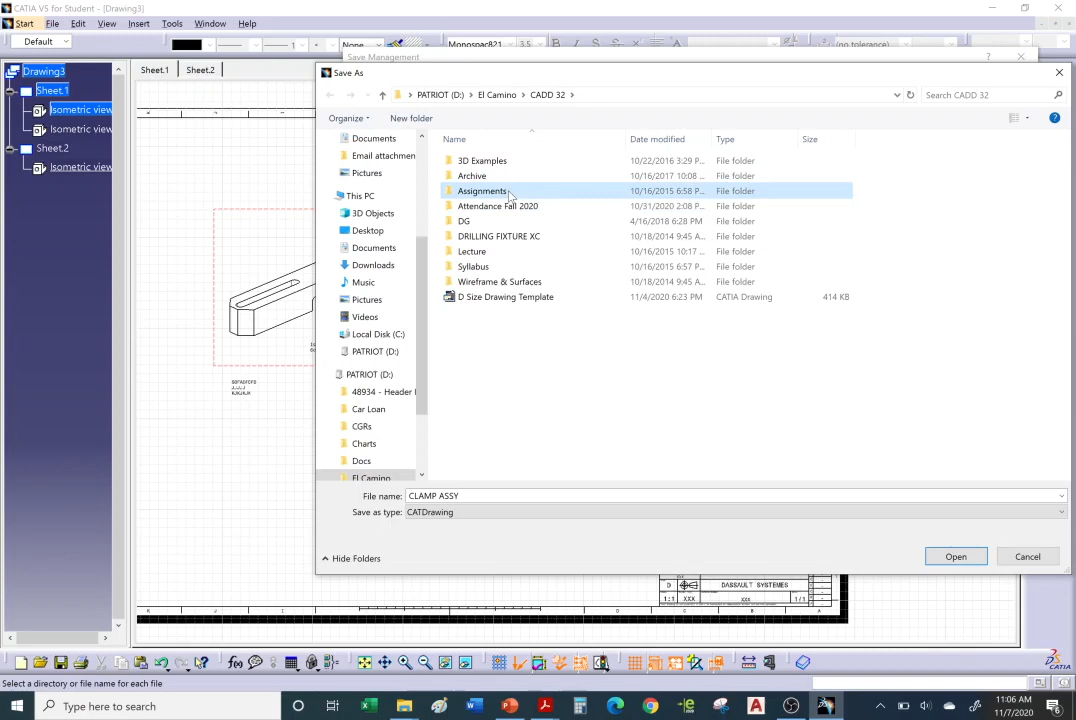 CATIA V5 for Student - [Drawing3]
Start File Edit View Insert Tools Window Help
Default
1 None Monospac821 3.5 B I S (no tolerance)
Save Management
Drawing3
Sheet.1
Isometric view
Isometric view
Sheet.2
Isometric view
Sheet.1 Sheet.2
Save As
PATRIOT (D:) > El Camino > CADD 32 >
Search CADD 32
Organize New folder
Name Date modified Type Size
Documents
Email attachmen
Pictures
This PC
3D Objects
Desktop
Documents
Downloads
Music
Pictures
Videos
Local Disk (C:)
PATRIOT (D:)
PATRIOT (D:)
48934 - Header
Car Loan
CGRs
Charts
Docs
El Camino
3D Examples 10/22/2016 3:29 P... File folder
Archive 10/16/2017 10:08 ... File folder
Assignments 10/16/2015 6:58 P... File folder
Attendance Fall 2020 10/31/2020 2:08 P... File folder
DG 4/16/2018 6:28 PM File folder
DRILLING FIXTURE XC 10/18/2014 9:45 A... File folder
Lecture 10/16/2015 10:17 ... File folder
Syllabus 10/16/2015 6:57 P... File folder
Wireframe & Surfaces 10/18/2014 9:45 A... File folder
D Size Drawing Template 11/4/2020 6:23 PM CATIA Drawing 414 KB
File name: CLAMP ASSY
Save as type: CATDrawing
Hide Folders
Open Cancel
D DASSAULT SYSTEMES
1:1 XXX XXX 1/1
Select a directory or file name for each file
Type here to search
11:06 AM
11/7/2020